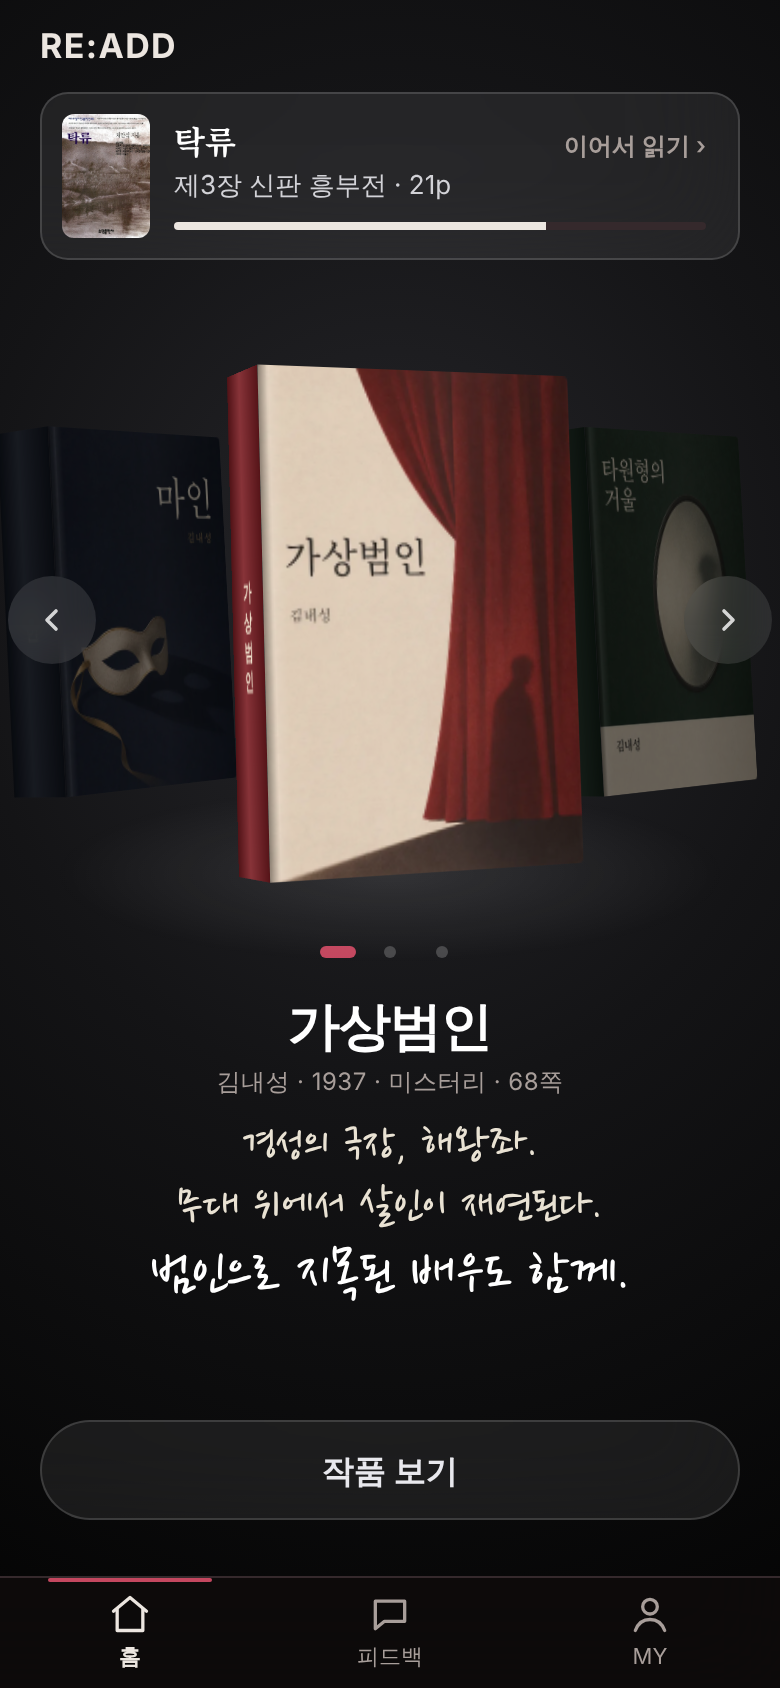 RE:ADD
탁류
탁류
이어서 읽기 ›
제3장 신판 흥부전 · 21p
마인
김내성
가상범인
가상범인
김내성
타원형의
거울
김내성
가상범인
김내성 · 1937 · 미스터리 · 68쪽
경성의 극장, 해왕좌.
무대 위에서 살인이 재연된다.
범인으로 지목된 배우도 함께.
작품 보기
홈
피드백
MY